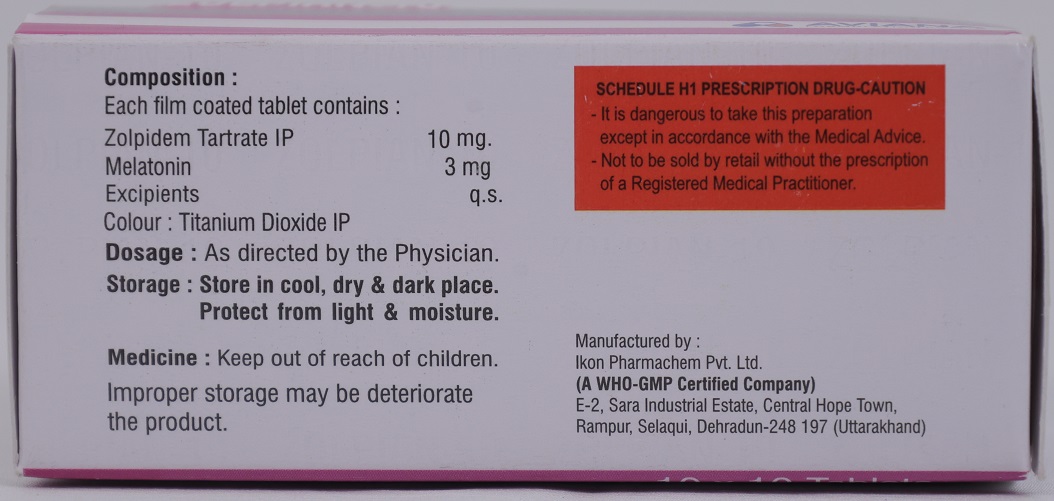 Composition :
Each film coated tablet contains :
Zolpidem Tartrate IP 10 mg.
Melatonin 3 mg
Excipients q.s.
Colour : Titanium Dioxide IP
Dosage : As directed by the Physician.
Storage : Store in cool, dry & dark place.
Protect from light & moisture.
Medicine : Keep out of reach of children.
Improper storage may be deteriorate
the product.
SCHEDULE H1 PRESCRIPTION DRUG-CAUTION
- It is dangerous to take this preparation
except in accordance with the Medical Advice.
- Not to be sold by retail without the prescription
of a Registered Medical Practitioner.
Manufactured by :
Ikon Pharmachem Pvt. Ltd.
(A WHO-GMP Certified Company)
E-2, Sara Industrial Estate, Central Hope Town,
Rampur, Selaqui, Dehradun-248 197 (Uttarakhand)